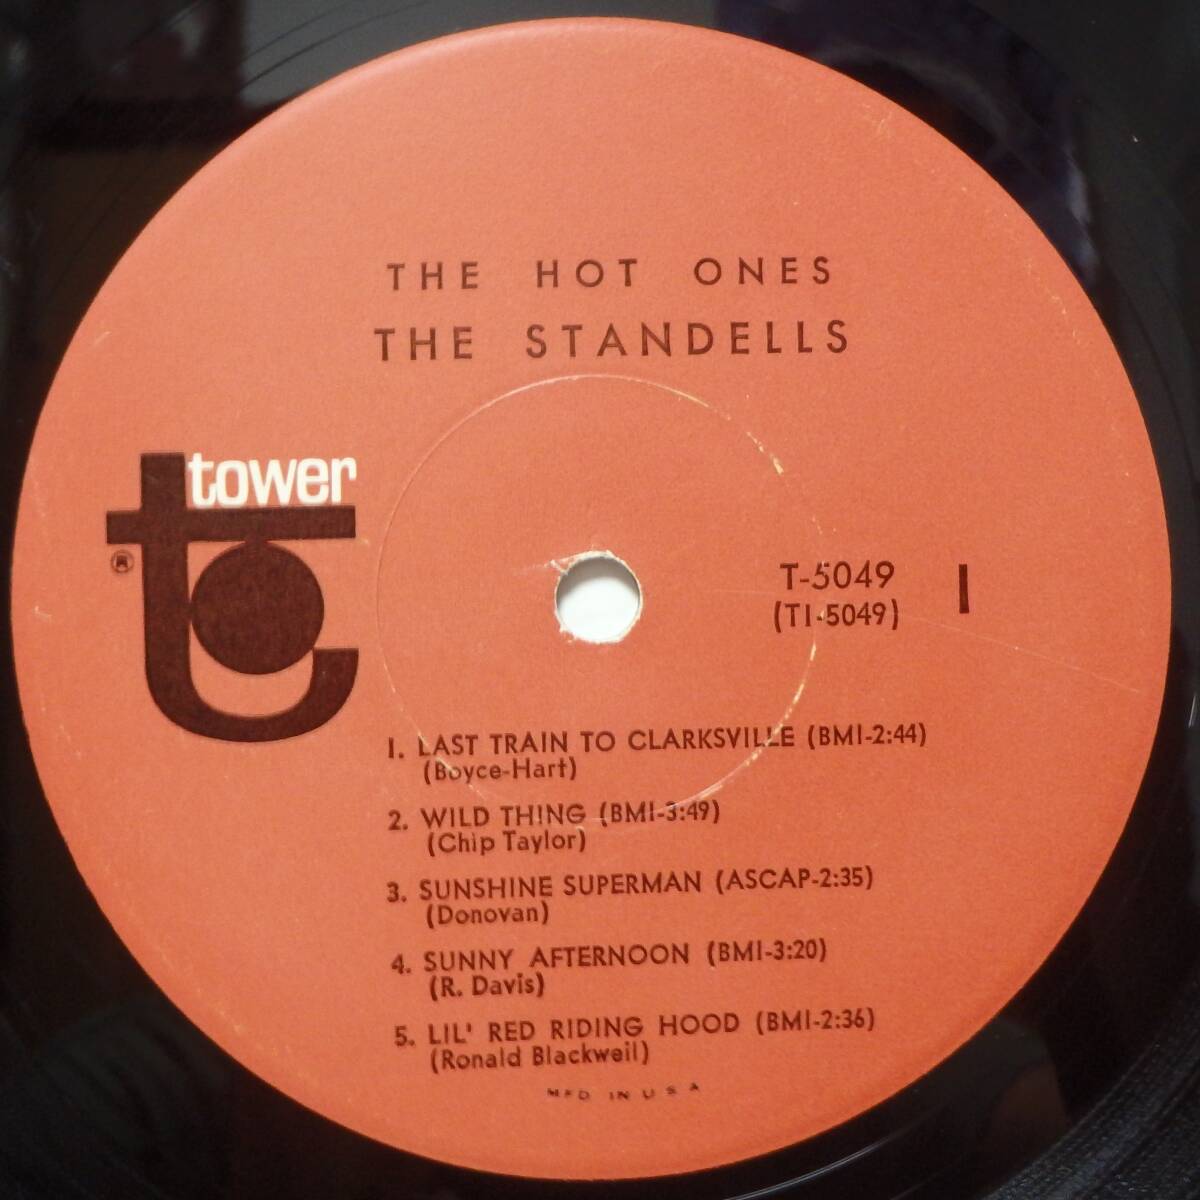 THE HOT ONES
THE STANDELLS
tower
®
T-5049
(T1-5049)
1
1. LAST TRAIN TO CLARKSVILLE (BMI-2:44)
(Boyce-Hart)
2. WILD THING (BMI-3:49)
(Chip Taylor)
3. SUNSHINE SUPERMAN (ASCAP-2:35)
(Donovan)
4. SUNNY AFTERNOON (BMI-3:20)
(R. Davis)
5. LIL' RED RIDING HOOD (BMI-2:36)
(Ronald Blackwell)
MFD IN U S A